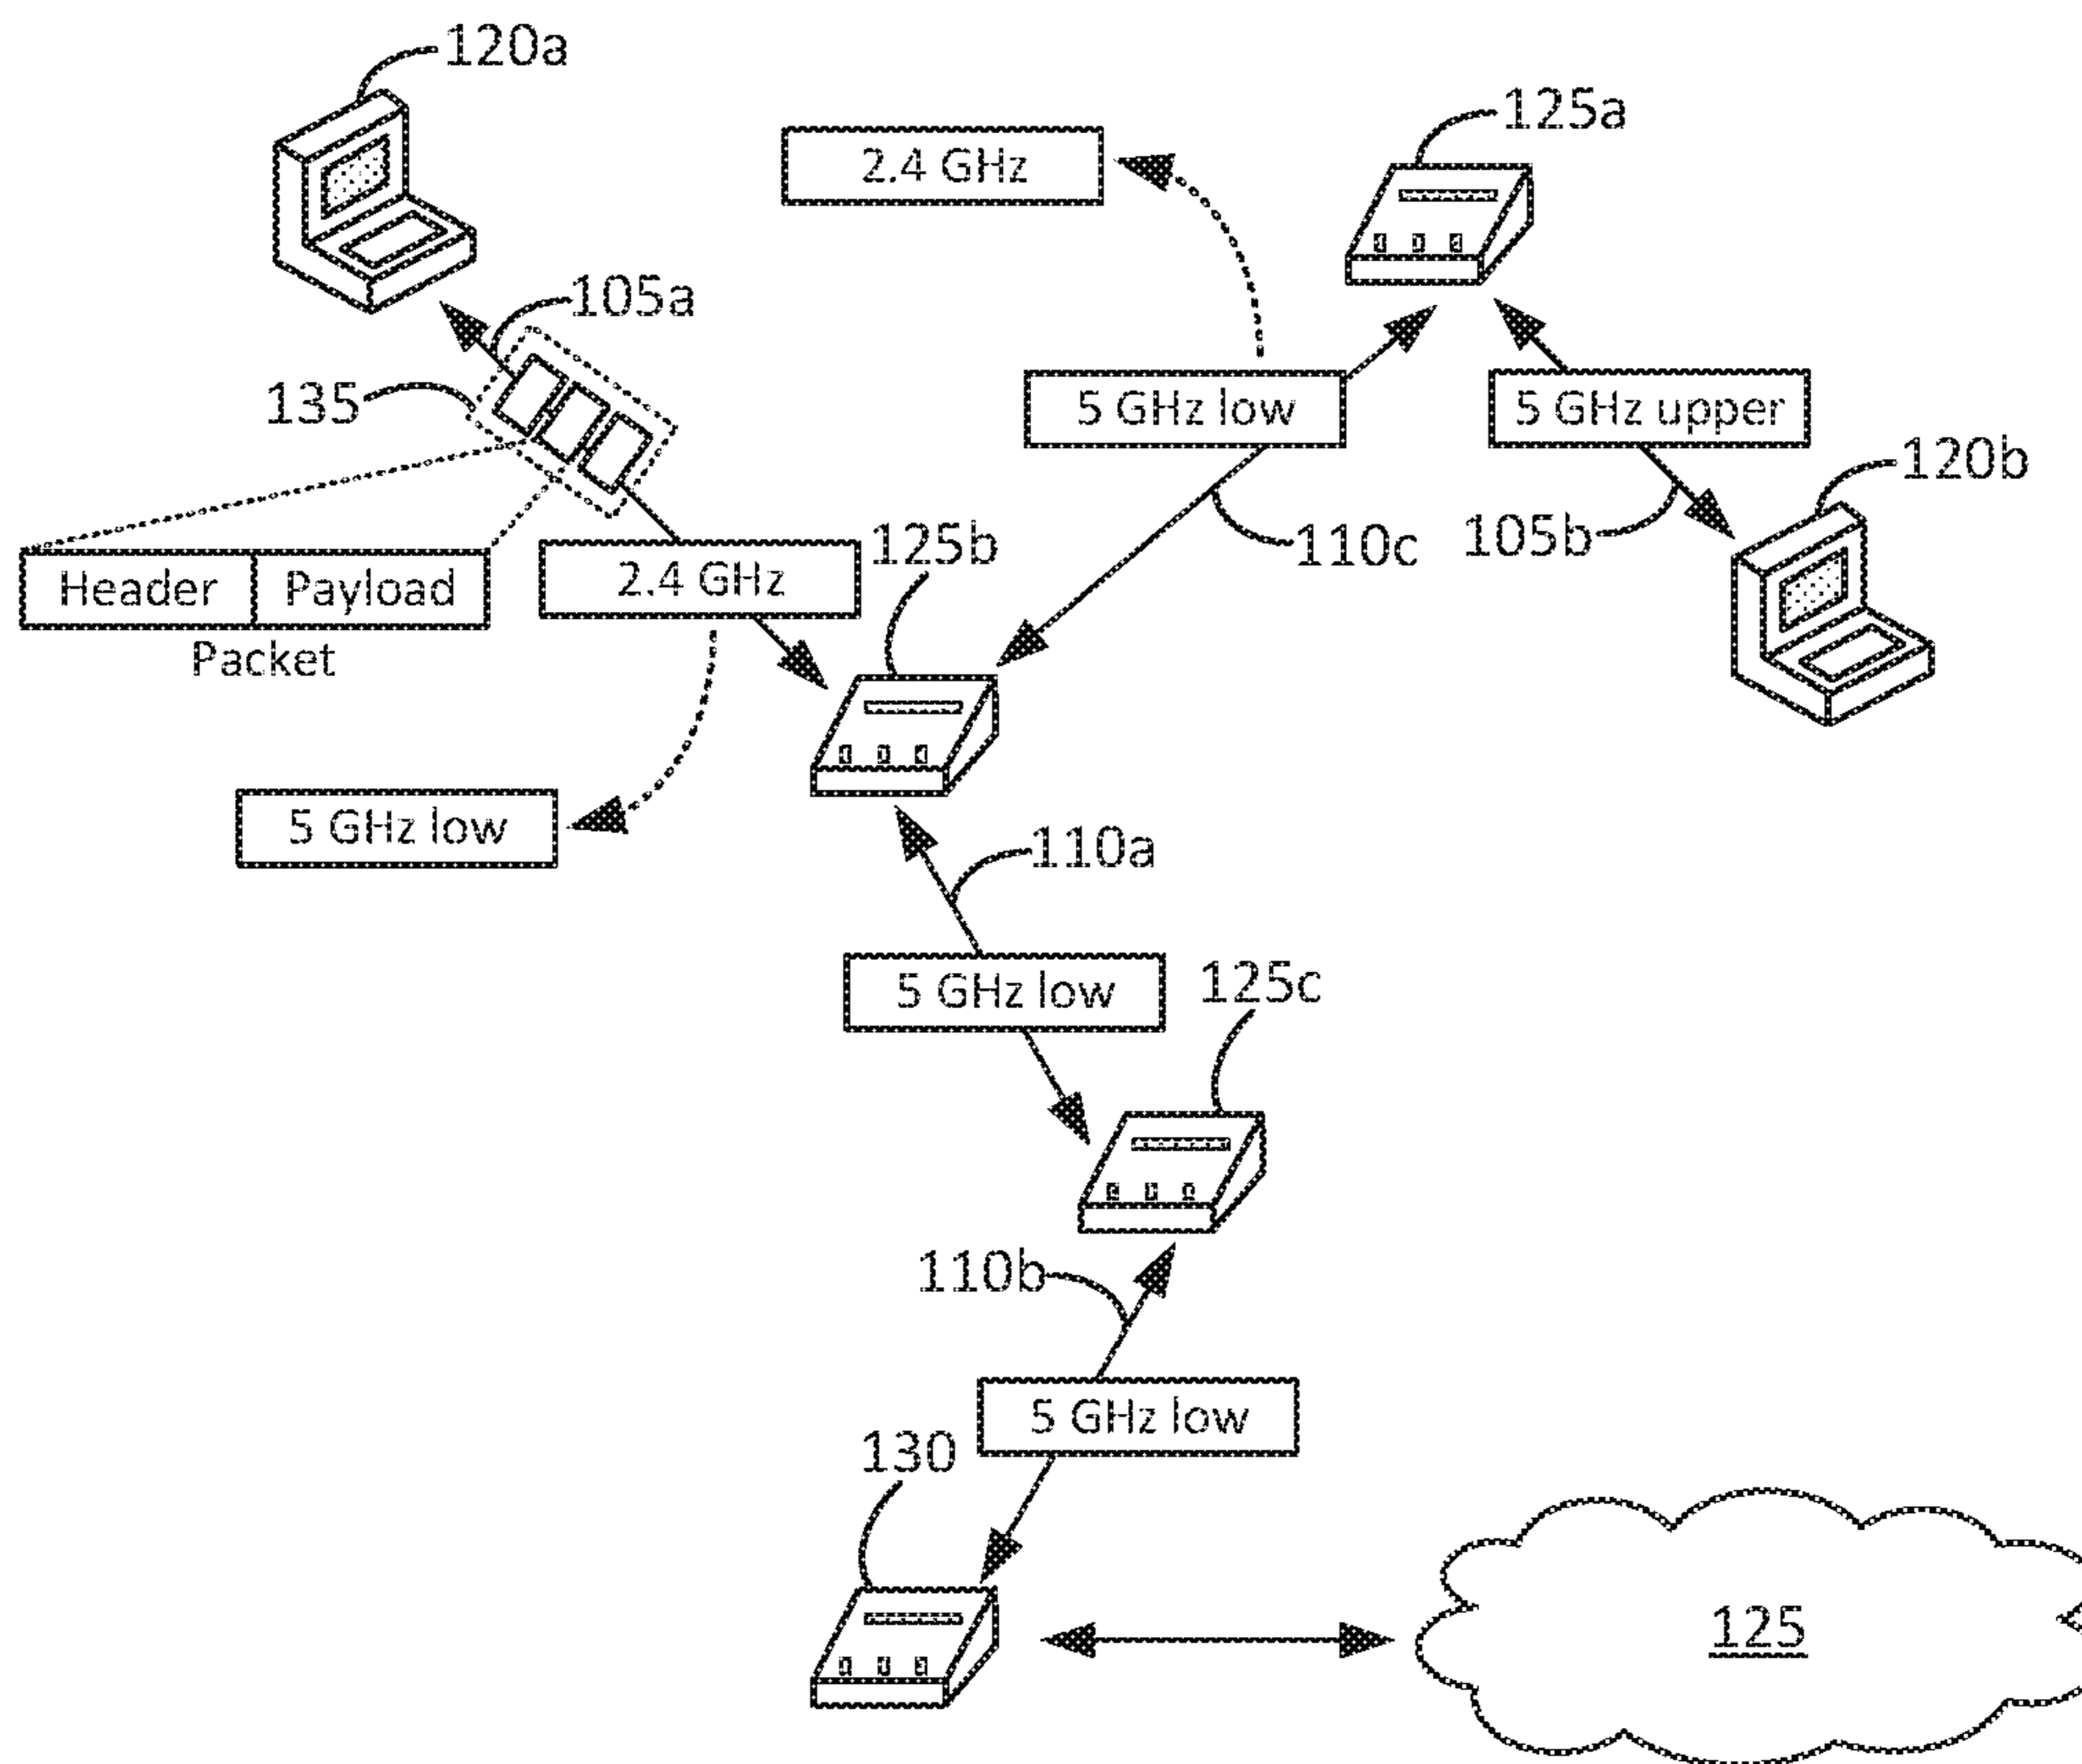 120a
125a
2.4 GHz
105a
135
5 GHz low
5 GHz upper
120b
110c
105b
125b
Header
Payload
2.4 GHz
Packet
5 GHz low
110a
5 GHz low
125c
110b
5 GHz low
130
125